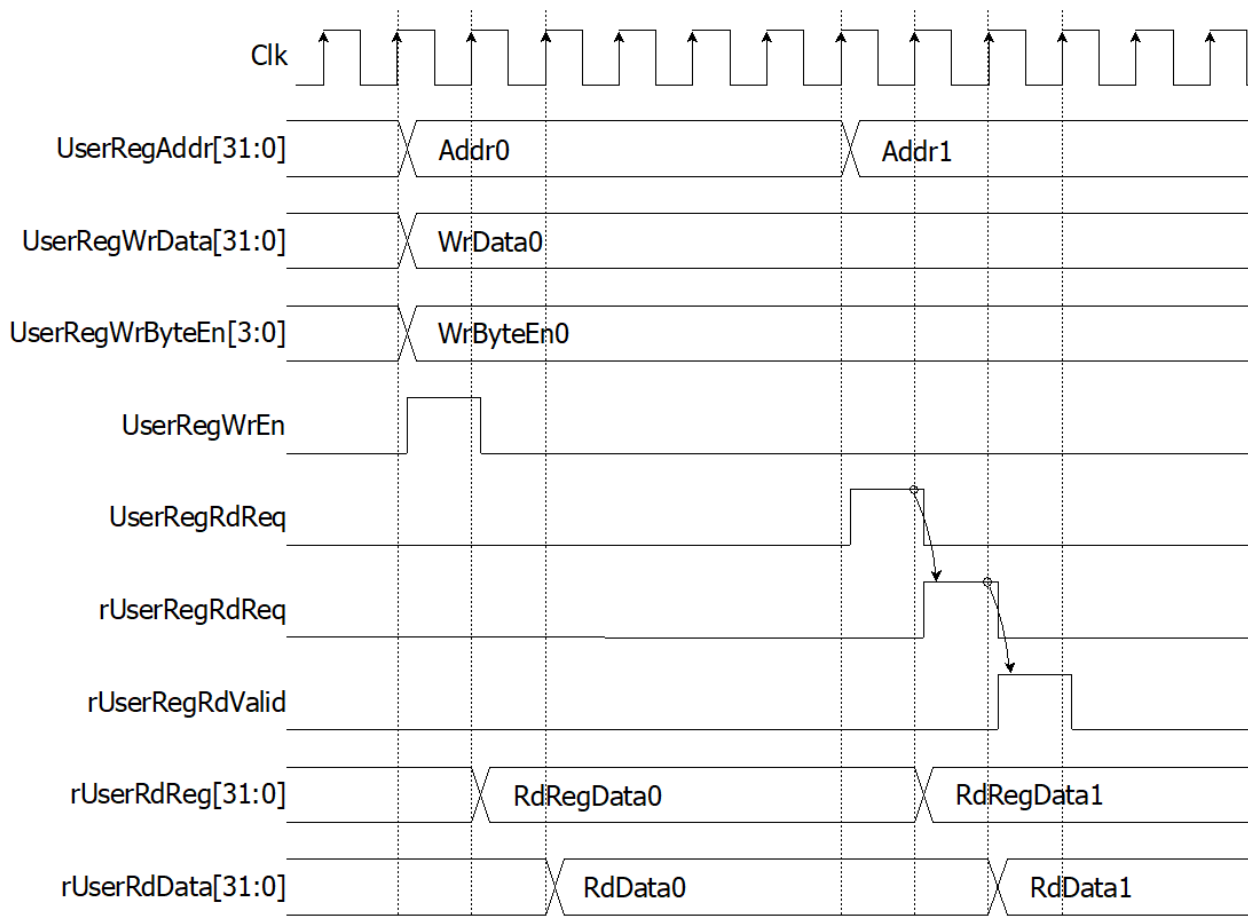 Clk
UserRegAddr[31:0] Addr0 Addr1
UserRegWrData[31:0] WrData0
UserRegWrByteEn[3:0] WrByteEn0
UserRegWrEn
UserRegRdReq
rUserRegRdReq
rUserRegRdValid
rUserRdReg[31:0] RdRegData0 RdRegData1
rUserRdData[31:0] RdData0 RdData1